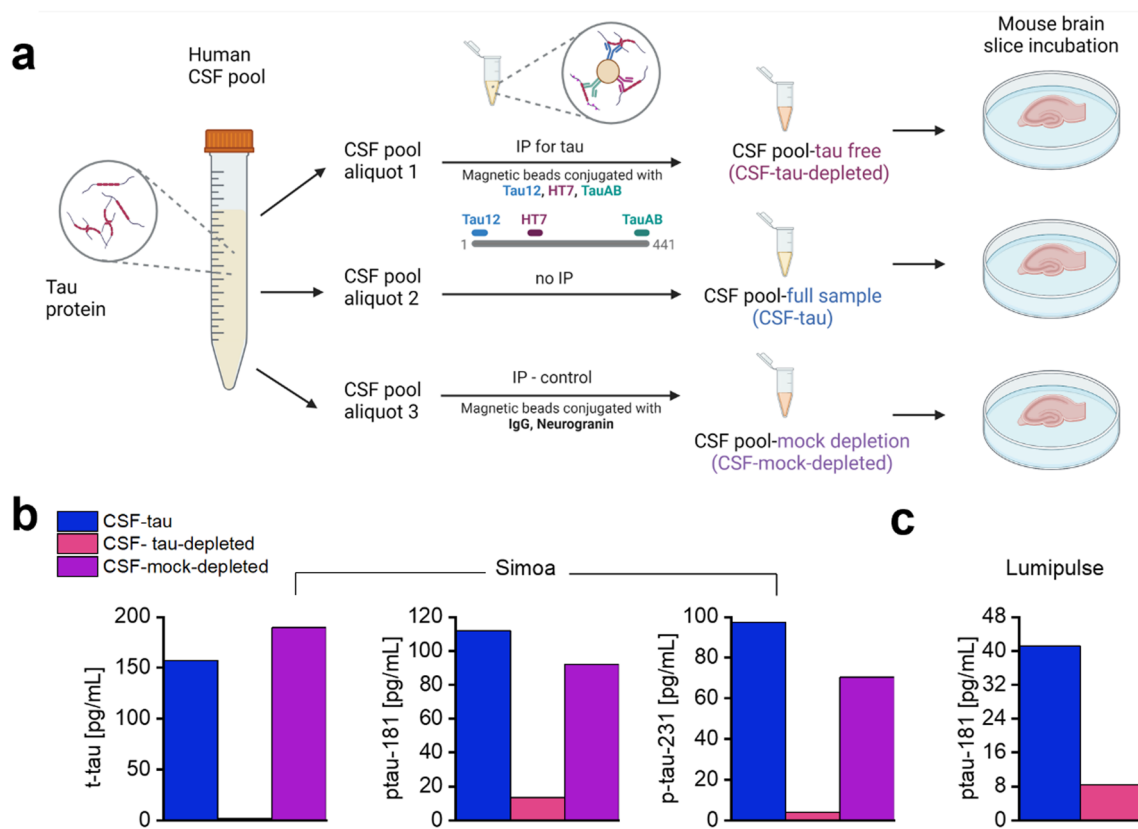 a
Human
CSF pool
Tau
protein
CSF pool
aliquot 1
IP for tau
Magnetic beads conjugated with
Tau12, HT7, TauAB
Tau12 HT7 TauAB
1 441
CSF pool-tau free
(CSF-tau-depleted)
Mouse brain
slice incubation
CSF pool
aliquot 2
no IP
CSF pool-full sample
(CSF-tau)
CSF pool
aliquot 3
IP - control
Magnetic beads conjugated with
IgG, Neurogranin
CSF pool-mock depletion
(CSF-mock-depleted)
b
CSF-tau
CSF- tau-depleted
CSF-mock-depleted
Simoa
t-tau [pg/mL]
200
150
100
50
0
ptau-181 [pg/mL]
120
100
80
60
40
20
0
p-tau-231 [pg/mL]
100
80
60
40
20
0
c
Lumipulse
ptau-181 [pg/mL]
48
40
32
24
16
8
0